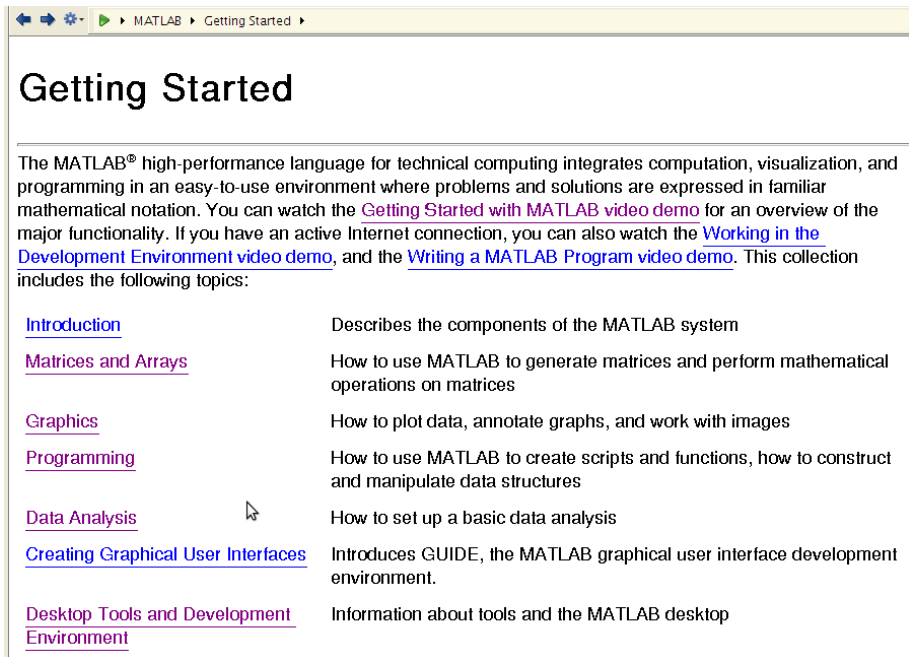 MATLAB Getting Started
Getting Started
The MATLAB® high-performance language for technical computing integrates computation, visualization, and
programming in an easy-to-use environment where problems and solutions are expressed in familiar
mathematical notation. You can watch the Getting Started with MATLAB video demo for an overview of the
major functionality. If you have an active Internet connection, you can also watch the Working in the
Development Environment video demo, and the Writing a MATLAB Program video demo. This collection
includes the following topics:
Introduction Describes the components of the MATLAB system
Matrices and Arrays How to use MATLAB to generate matrices and perform mathematical
operations on matrices
Graphics How to plot data, annotate graphs, and work with images
Programming How to use MATLAB to create scripts and functions, how to construct
and manipulate data structures
Data Analysis How to set up a basic data analysis
Creating Graphical User Interfaces Introduces GUIDE, the MATLAB graphical user interface development
environment.
Desktop Tools and Development Information about tools and the MATLAB desktop
Environment